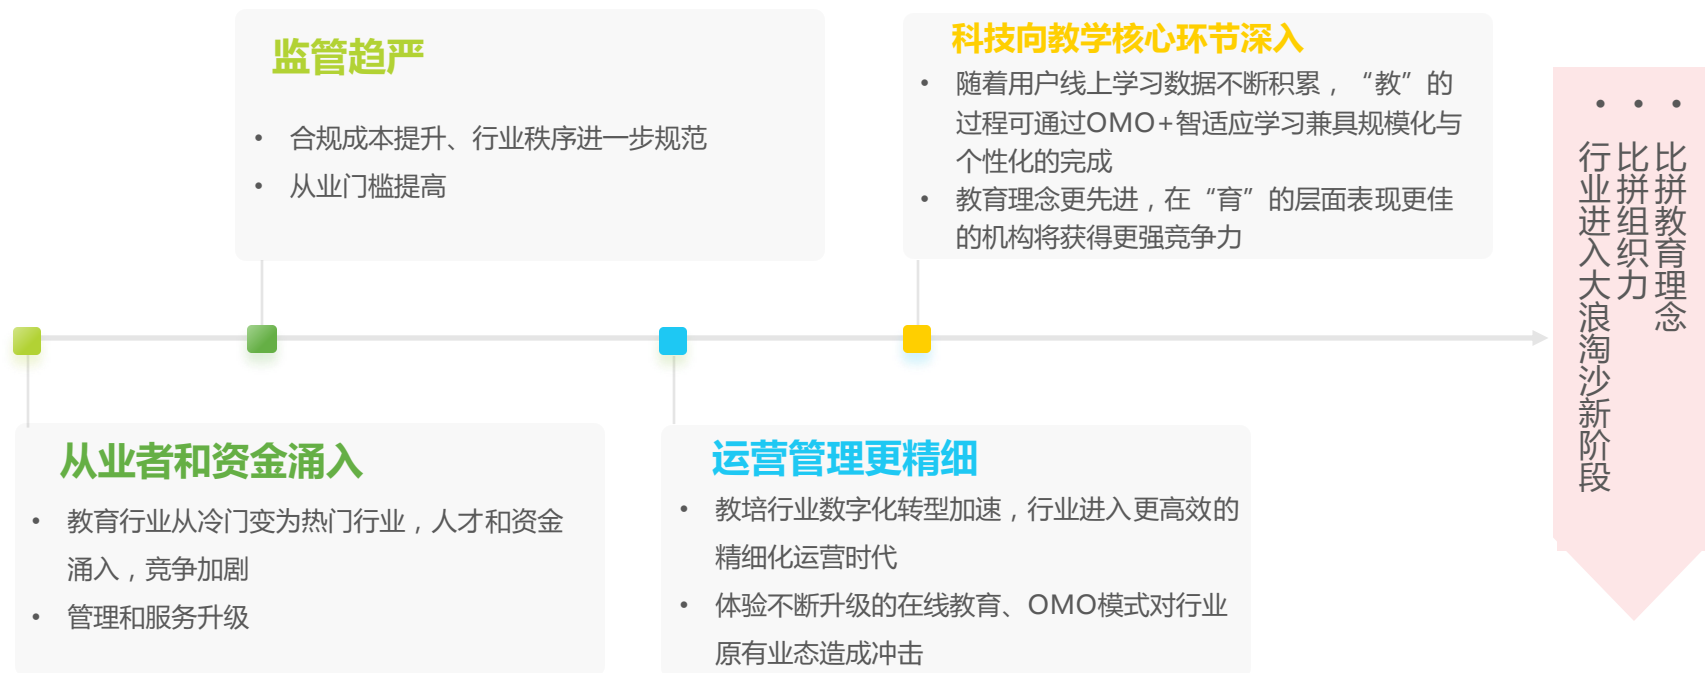 监管趋严
• 合规成本提升、行业秩序进一步规范
• 从业门槛提高
科技向教学核心环节深入
• 随着用户线上学习数据不断积累，“教”的
过程可通过OMO+智适应学习兼具规模化与
个性化的完成
• 教育理念更先进，在“育”的层面表现更佳
的机构将获得更强竞争力
从业者和资金涌入
• 教育行业从冷门变为热门行业，人才和资金
涌入，竞争加剧
• 管理和服务升级
运营管理更精细
• 教培行业数字化转型加速，行业进入更高效的
精细化运营时代
• 体验不断升级的在线教育、OMO模式对行业
原有业态造成冲击
• 比拼教育理念
• 比拼组织力
• 行业进入大浪淘沙新阶段